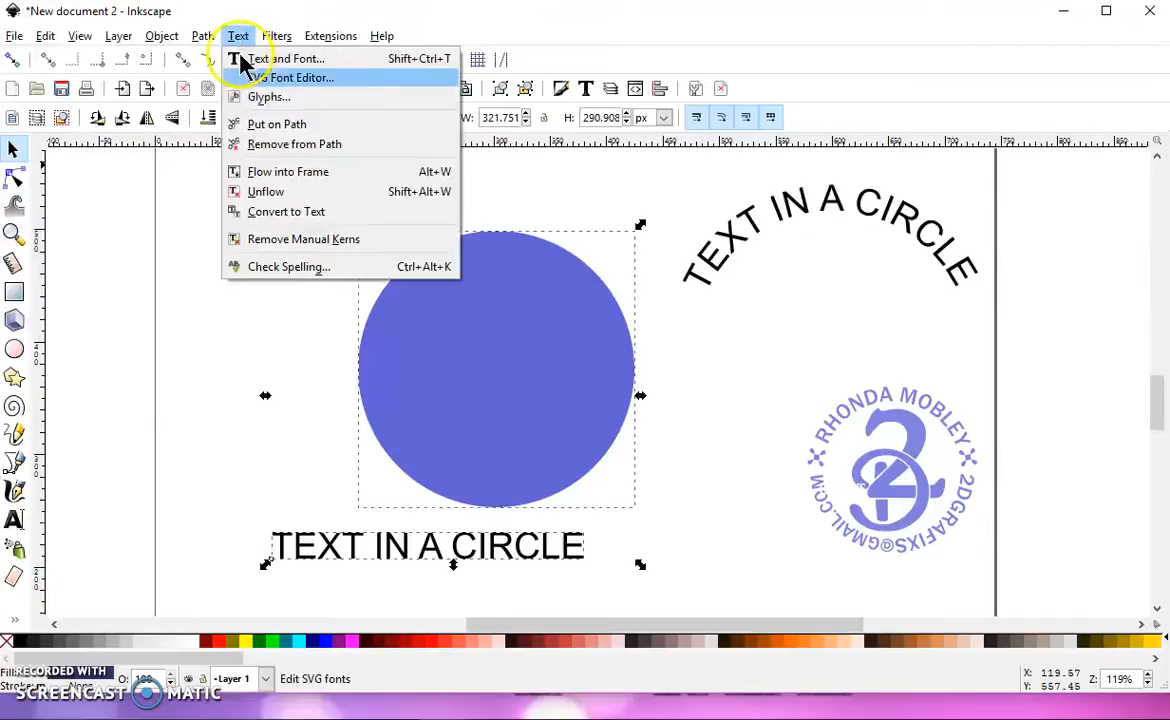 *New document 2 - Inkscape
File Edit View Layer Object Path Text Filters Extensions Help
Text and Font... Shift+Ctrl+T
Font Editor...
Glyphs...
Put on Path
Remove from Path
Flow into Frame Alt+W
Unflow Shift+Alt+W
Convert to Text
Remove Manual Kerns
Check Spelling... Ctrl+Alt+K
W: 321.751 H: 290.908 px
TEXT IN A CIRCLE
RHONDA MOBLEY
2DGRAFIXS@GMAIL.COM
TEXT IN A CIRCLE
O: 100 Layer 1 Edit SVG fonts
X: 119.57
Y: 557.45
Z: 119%
RECORDED WITH
SCREENCAST MATIC